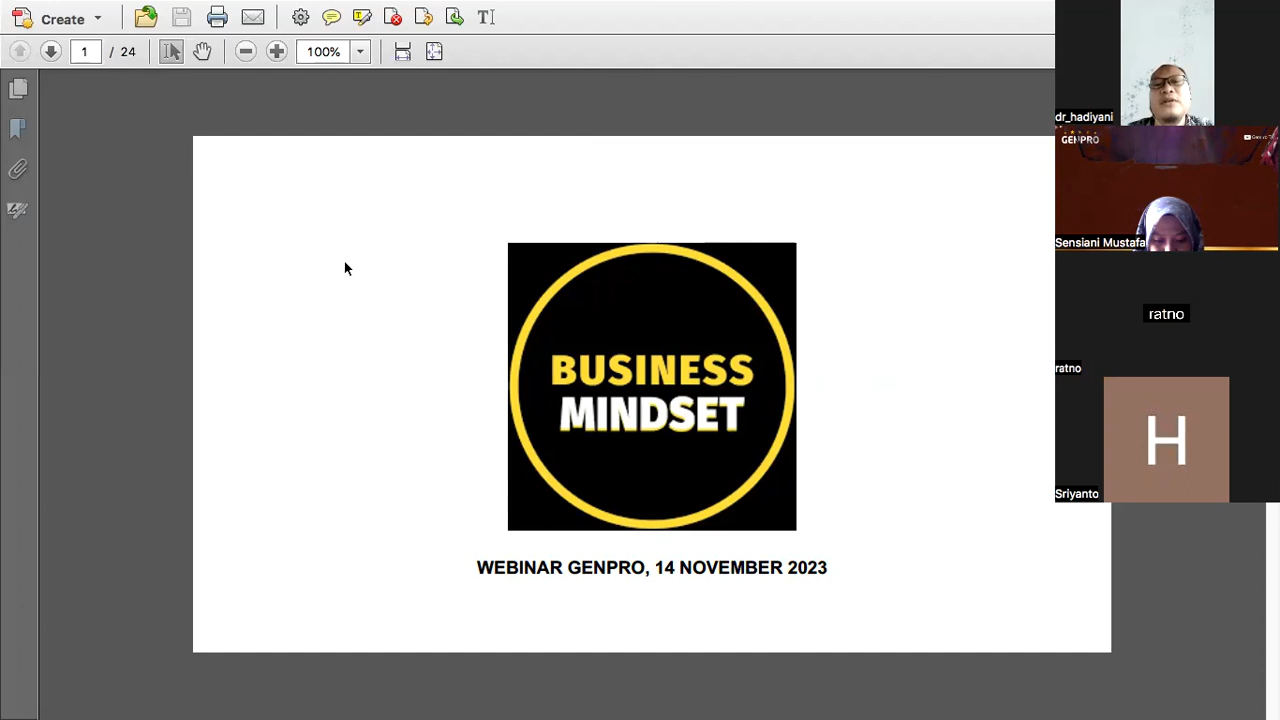 Create
1 / 24
100%
BUSINESS
MINDSET
WEBINAR GENPRO, 14 NOVEMBER 2023
dr_hadiyani
GENPRO
Sensiani Mustafa
ratno
ratno
H
Sriyanto